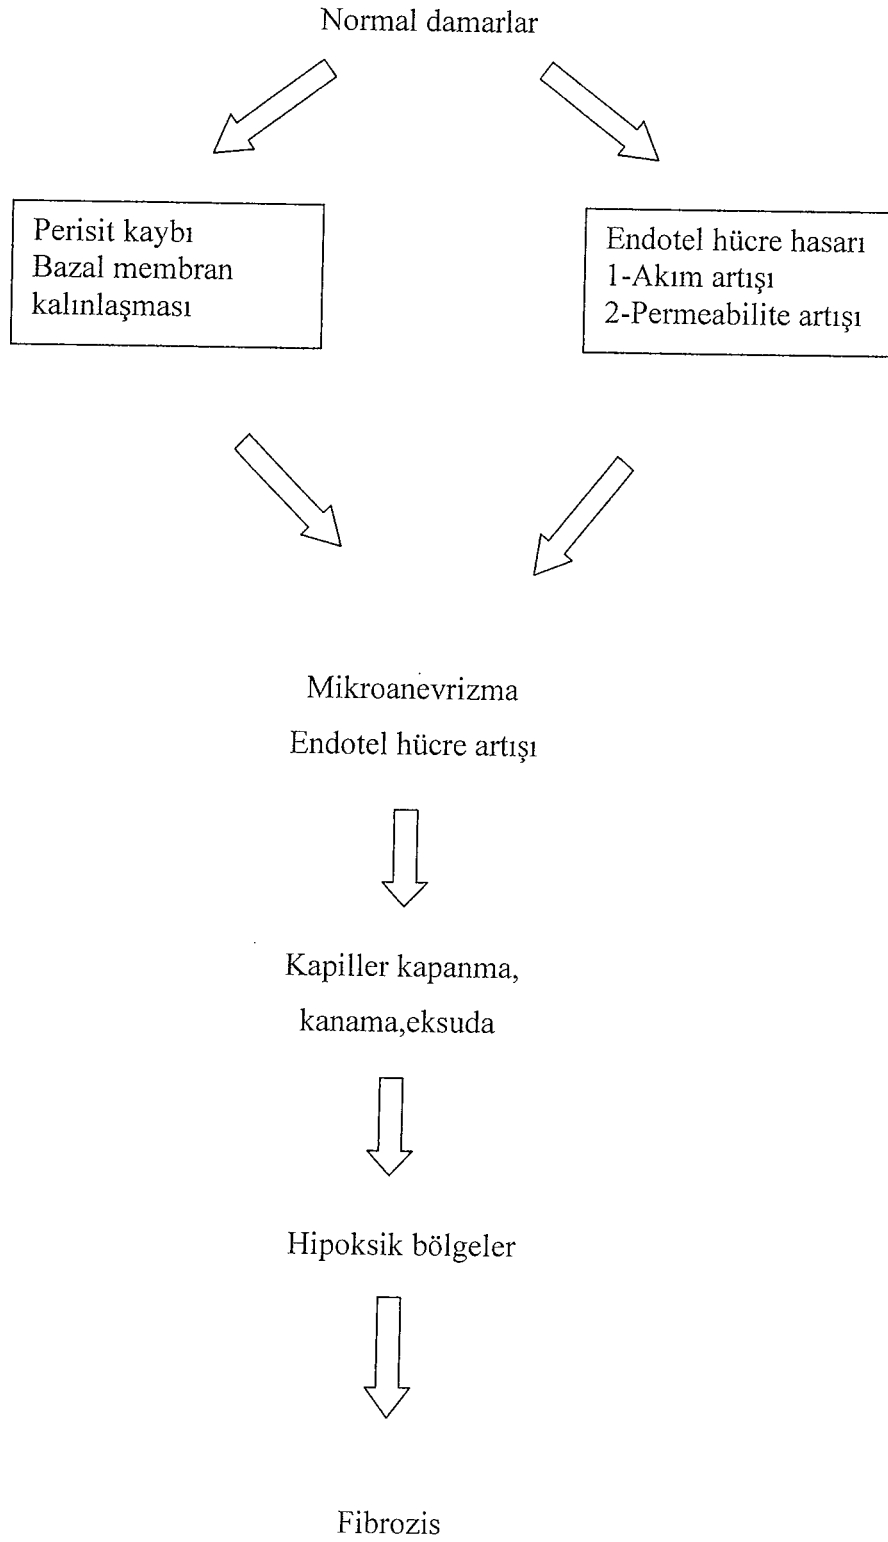 Normal damarlar
Perisit kaybı
Bazal membran
kalınlaşması
Endotel hücre hasarı
1-Akım artışı
2-Permeabilite artışı
Mikroanevrizma
Endotel hücre artışı
Kapiller kapanma,
kanama,eksuda
Hipoksik bölgeler
Fibrozis